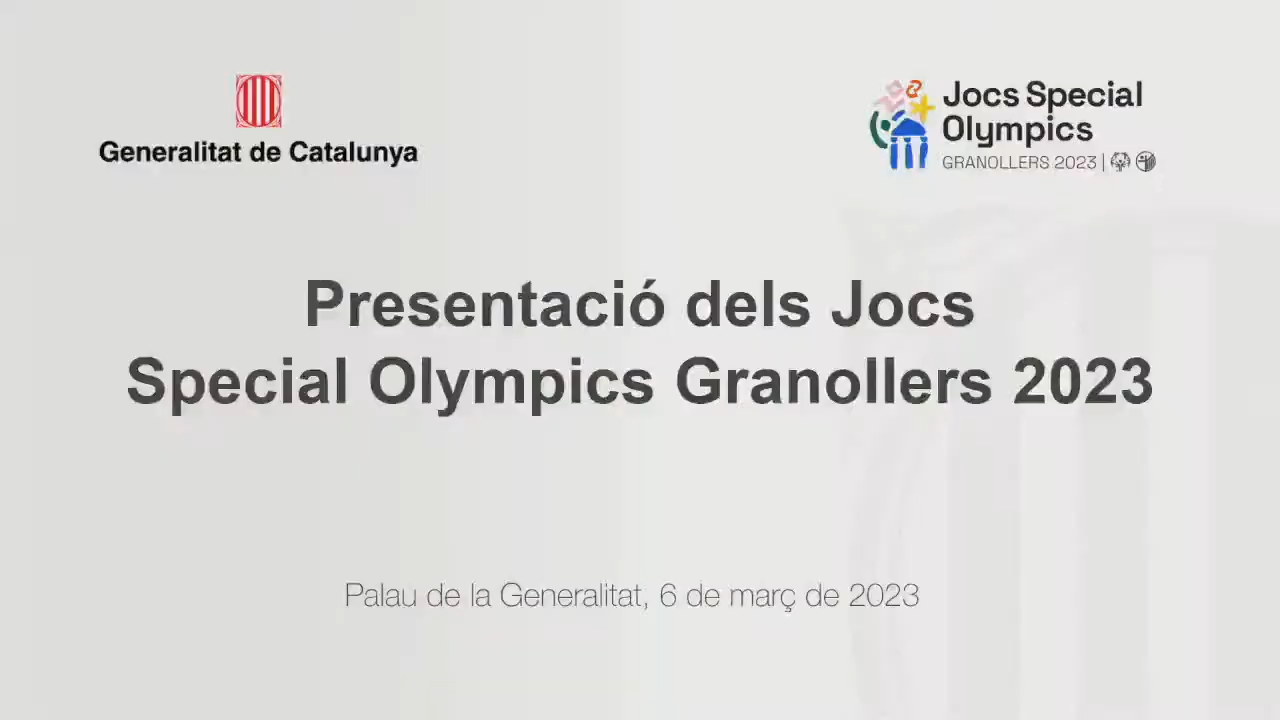 Generalitat de Catalunya
Jocs Special
Olympics
GRANOLLERS 2023 |
Presentació dels Jocs
Special Olympics Granollers 2023
Palau de la Generalitat, 6 de març de 2023